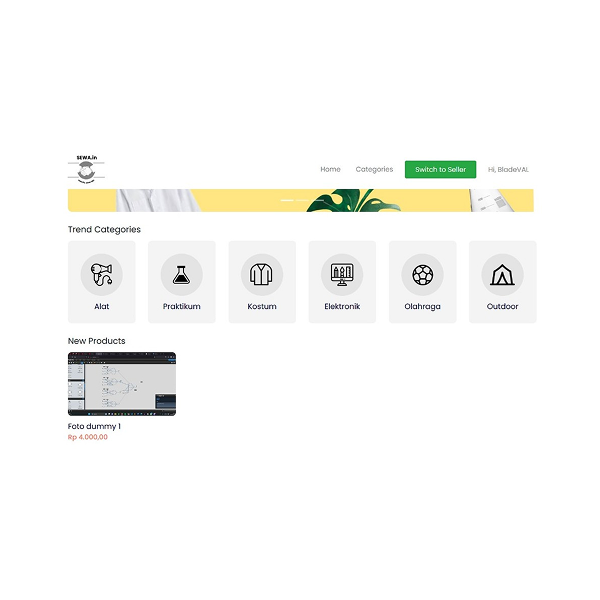 SEWA.in
Home Categories Switch to Seller Hi, BladeVAL
Trend Categories
Alat Praktikum Kostum Elektronik Olahraga Outdoor
New Products
Foto dummy 1
Rp 4.000,00